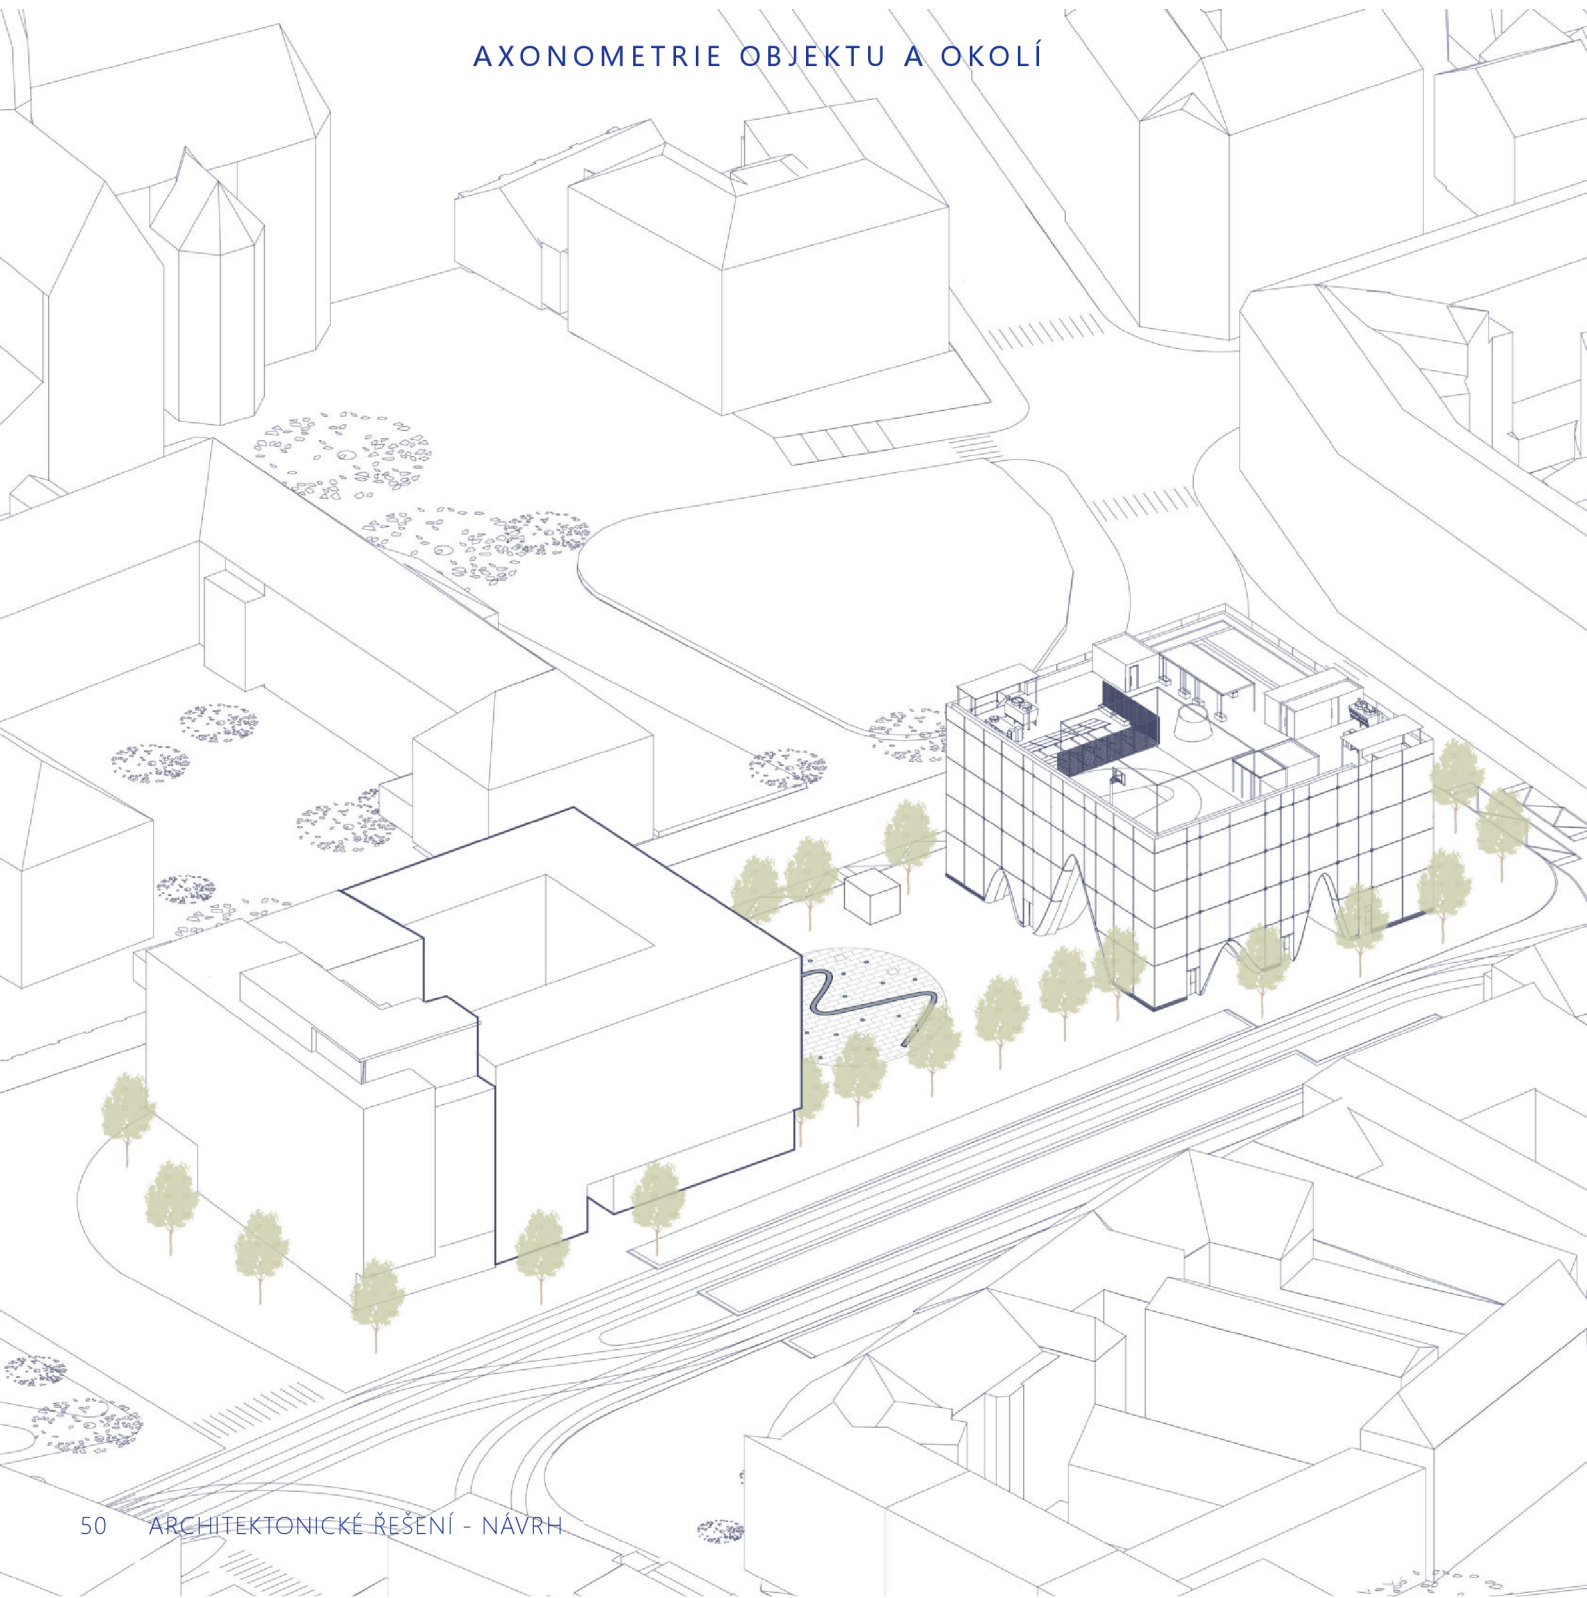 AXONOMETRIE OBJEKTU A OKOLÍ
50 ARCHITEKTONICKÉ ŘEŠENÍ - NÁVRH